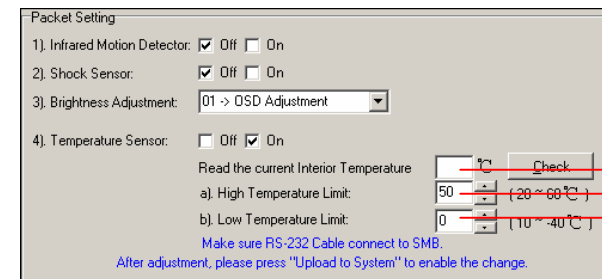 Packet Setting
1). Infrared Motion Detector: Off On
2). Shock Sensor: Off On
3). Brightness Adjustment: 01 -> OSD Adjustment
4). Temperature Sensor: Off On
Read the current Interior Temperature ℃ Check
a). High Temperature Limit: 50 ( 20 ~ 60℃ )
b). Low Temperature Limit: 0 ( 10 ~ -40℃ )
Make sure RS-232 Cable connect to SMB.
After adjustment, please press "Upload to System" to enable the change.